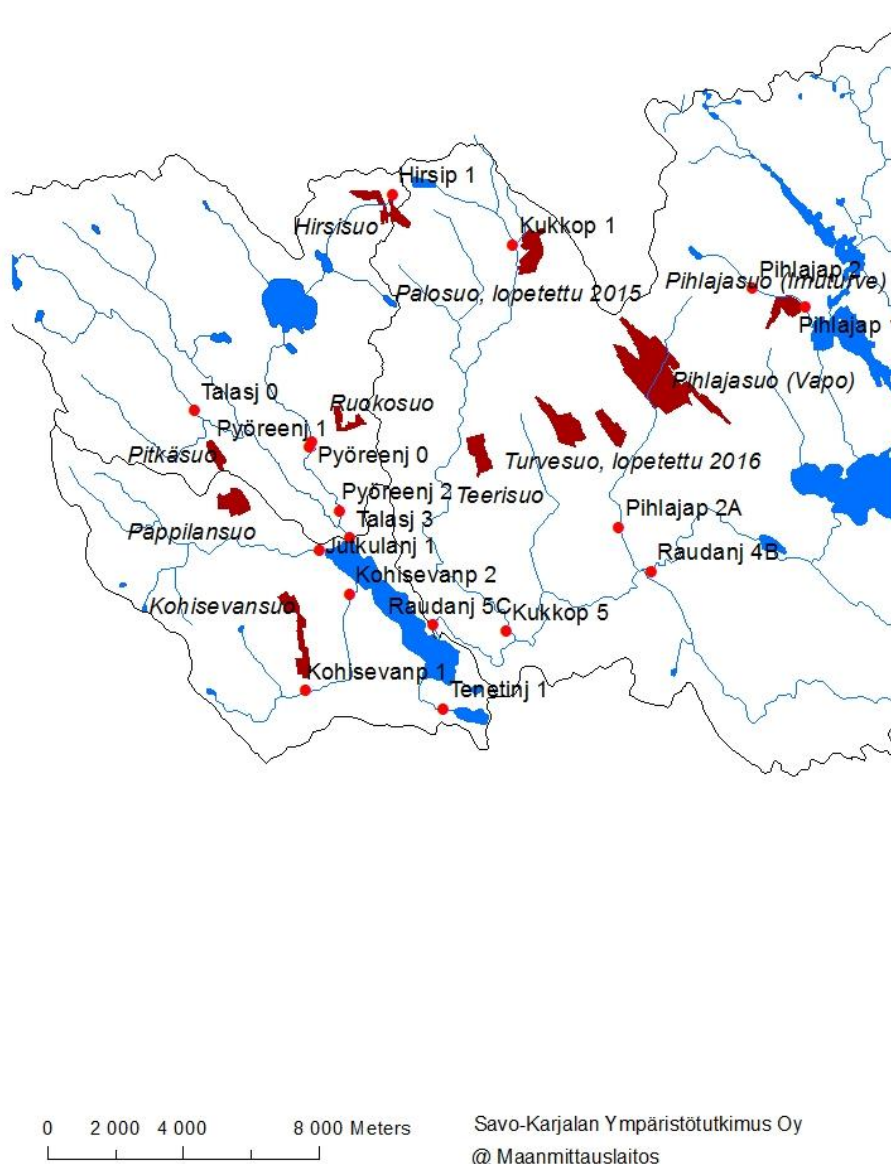 Hirsip 1
Hirsisuo
Kukkop 1
Palosuo, lopetettu 2015
Pihlajap 2
Pihlajasuo (Imuturve)
Pihlajap
Pihlajasuo (Vapo)
Talasj 0
Ruokosuo
Pyöreenj 1
Pitkäsuo
Pyöreenj 0
Turvesuo, lopetettu 2016
Teerisuo
Pyöreenj 2
Pappilansuo
Talasj 3
Pihlajap 2A
Jutkulanj 1
Raudanj 4B
Kohisevanp 2
Kohisevansuo
Raudanj 5C
Kukkop 5
Kohisevanp 1
Tenetinj 1
0 2 000 4 000 8 000 Meters
Savo-Karjalan Ympäristötutkimus Oy
@ Maanmittauslaitos